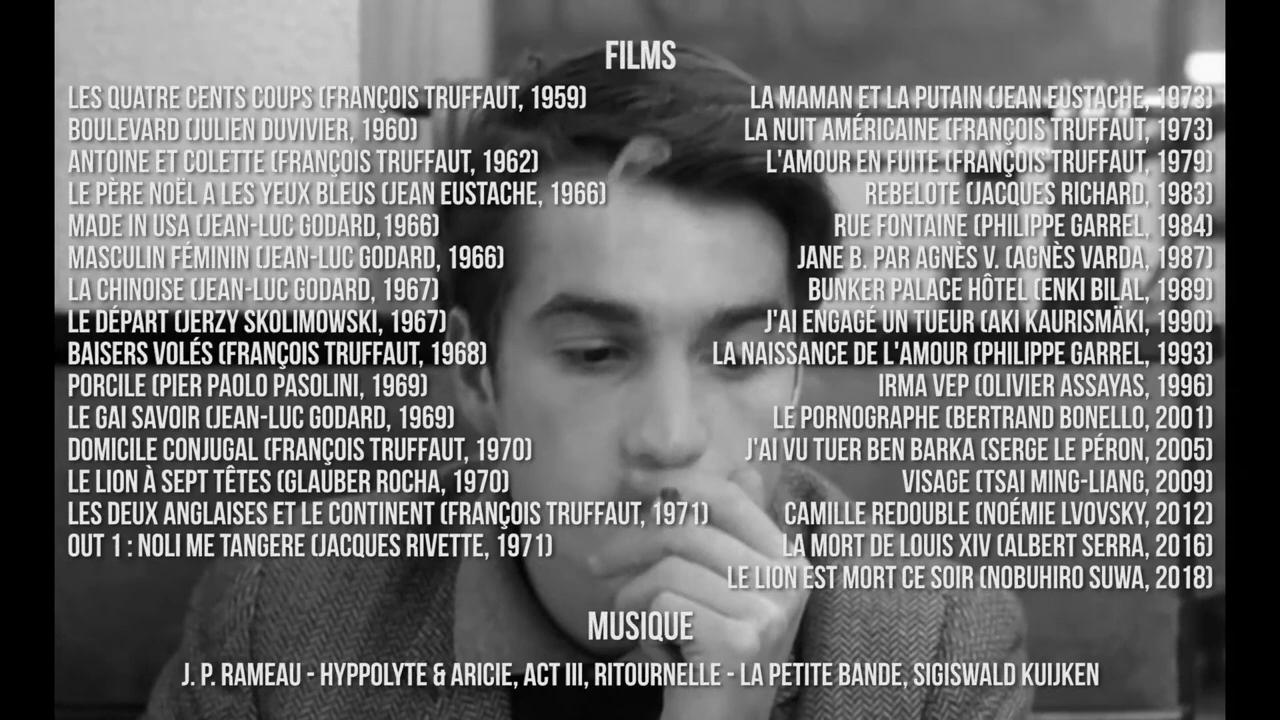 FILMS
LES QUATRE CENTS COUPS (FRANÇOIS TRUFFAUT, 1959)
BOULEVARD (JULIEN DUVIVIER, 1960)
ANTOINE ET COLETTE (FRANÇOIS TRUFFAUT, 1962)
LE PÈRE NOËL A LES YEUX BLEUS (JEAN EUSTACHE, 1966)
MADE IN USA (JEAN-LUC GODARD,1966)
MASCULIN FÉMININ (JEAN-LUC GODARD, 1966)
LA CHINOISE (JEAN-LUC GODARD, 1967)
LE DÉPART (JERZY SKOLIMOWSKI, 1967)
BAISERS VOLÉS (FRANÇOIS TRUFFAUT, 1968)
PORCILE (PIER PAOLO PASOLINI, 1969)
LE GAI SAVOIR (JEAN-LUC GODARD, 1969)
DOMICILE CONJUGAL (FRANÇOIS TRUFFAUT, 1970)
LE LION À SEPT TÊTES (GLAUBER ROCHA, 1970)
LES DEUX ANGLAISES ET LE CONTINENT (FRANÇOIS TRUFFAUT, 1971)
OUT 1 : NOLI ME TANGERE (JACQUES RIVETTE, 1971)
LA MAMAN ET LA PUTAIN (JEAN EUSTACHE, 1973)
LA NUIT AMÉRICAINE (FRANÇOIS TRUFFAUT, 1973)
L'AMOUR EN FUITE (FRANÇOIS TRUFFAUT, 1979)
REBELOTE (JACQUES RICHARD, 1983)
RUE FONTAINE (PHILIPPE GARREL, 1984)
JANE B. PAR AGNÈS V. (AGNÈS VARDA, 1987)
BUNKER PALACE HÔTEL (ENKI BILAL, 1989)
J'AI ENGAGÉ UN TUEUR (AKI KAURISMÄKI, 1990)
LA NAISSANCE DE L'AMOUR (PHILIPPE GARREL, 1993)
IRMA VEP (OLIVIER ASSAYAS, 1996)
LE PORNOGRAPHE (BERTRAND BONELLO, 2001)
J'AI VU TUER BEN BARKA (SERGE LE PÉRON, 2005)
VISAGE (TSAI MING-LIANG, 2009)
CAMILLE REDOUBLE (NOÉMIE LVOVSKY, 2012)
LA MORT DE LOUIS XIV (ALBERT SERRA, 2016)
LE LION EST MORT CE SOIR (NOBUHIRO SUWA, 2018)
MUSIQUE
J. P. RAMEAU - HYPPOLYTE & ARICIE, ACT III, RITOURNELLE - LA PETITE BANDE, SIGISWALD KUIJKEN